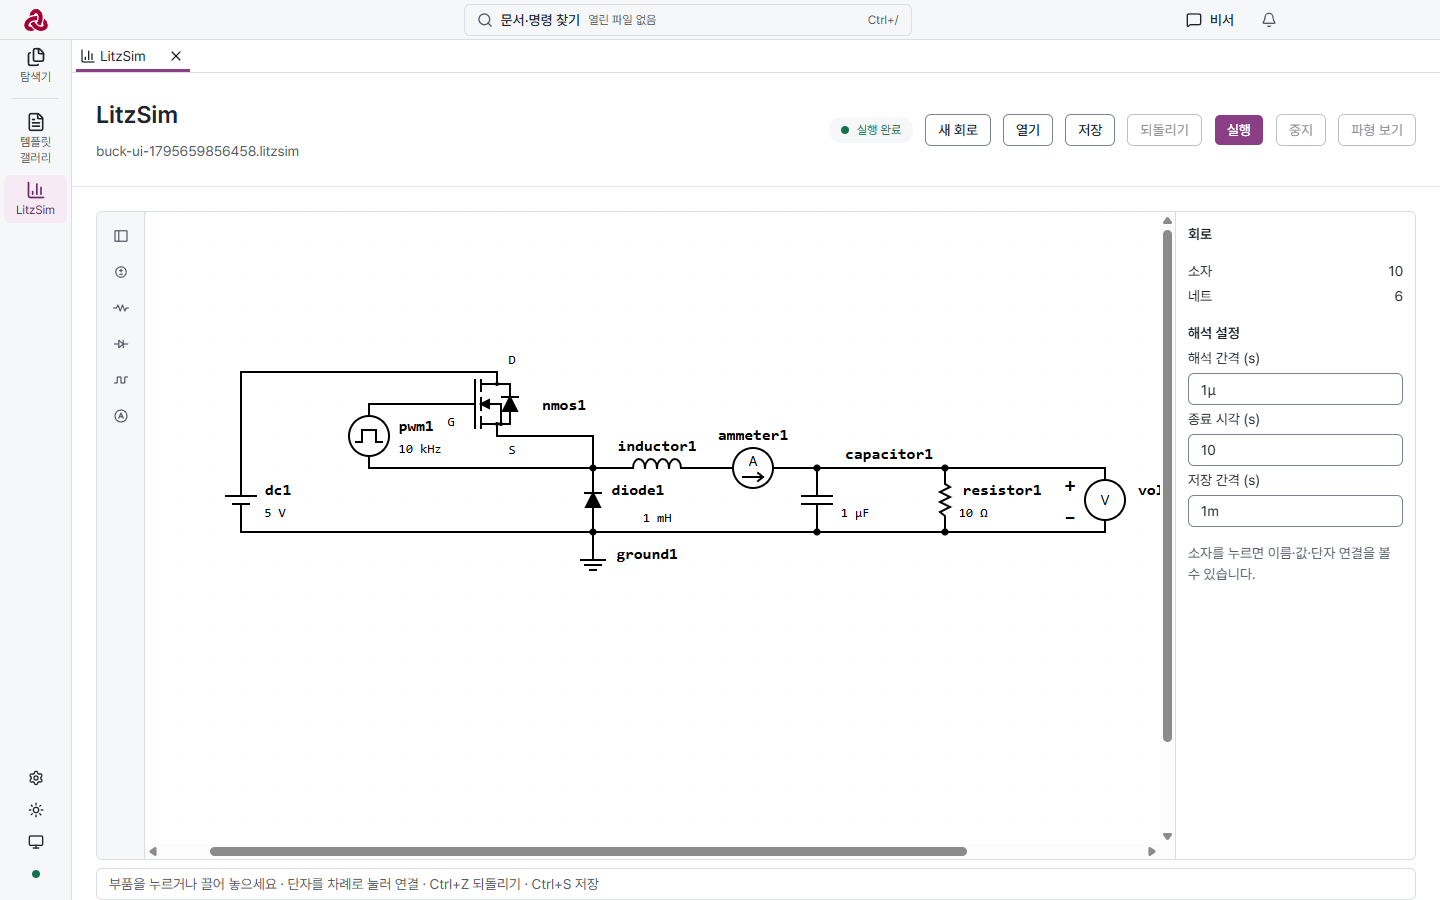 문서·명령 찾기 열린 파일 없음 Ctrl+/
비서
탐색기
템플릿
갤러리
LitzSim
LitzSim
LitzSim
buck-ui-1795659856458.litzsim
실행 완료
새 회로
열기
저장
되돌리기
실행
중지
파형 보기
D
nmos1
pwm1
G
10 kHz
S
inductor1
ammeter1
A
capacitor1
dc1
5 V
diode1
1 mH
1 µF
resistor1
10 Ω
+
−
V
vol
ground1
A
회로
소자 10
네트 6
해석 설정
해석 간격 (s)
1µ
종료 시각 (s)
10
저장 간격 (s)
1m
소자를 누르면 이름·값·단자 연결을 볼
수 있습니다.
부품을 누르거나 끌어 놓으세요 · 단자를 차례로 눌러 연결 · Ctrl+Z 되돌리기 · Ctrl+S 저장